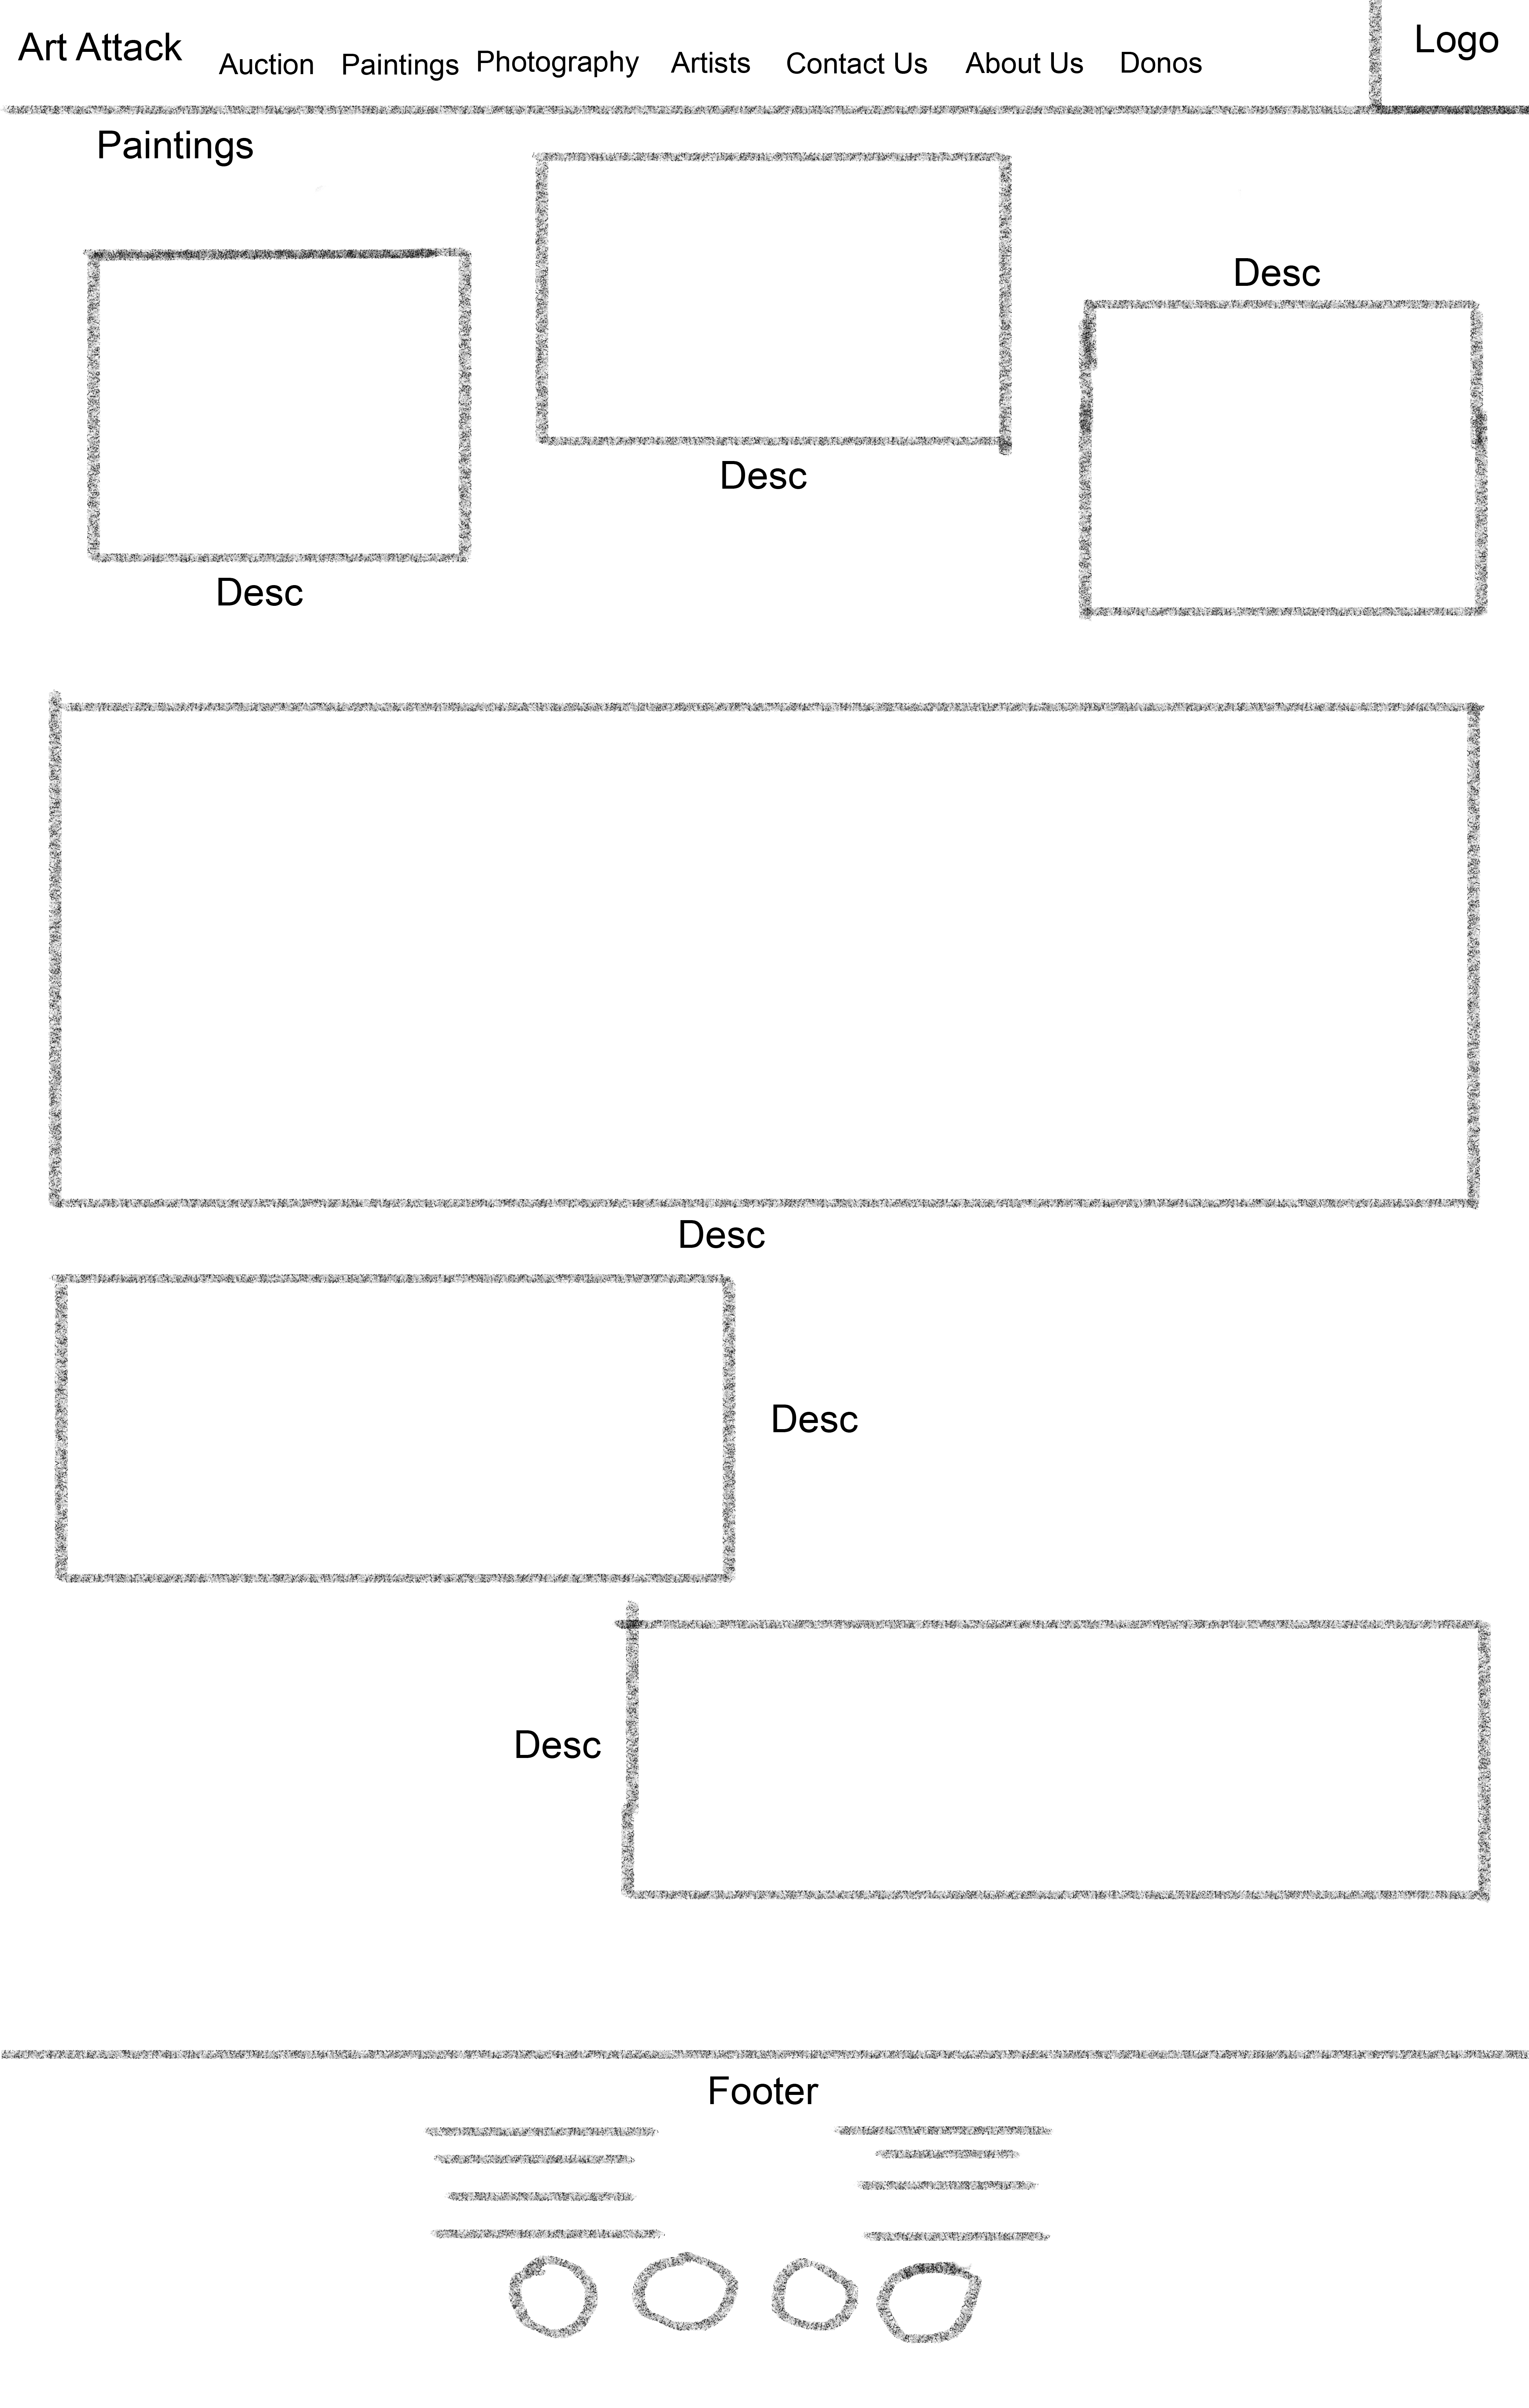 Art Attack Auction Paintings Photography Artists Contact Us About Us Donos Logo
Paintings
Desc
Desc
Desc
Desc
Desc
Desc
Footer